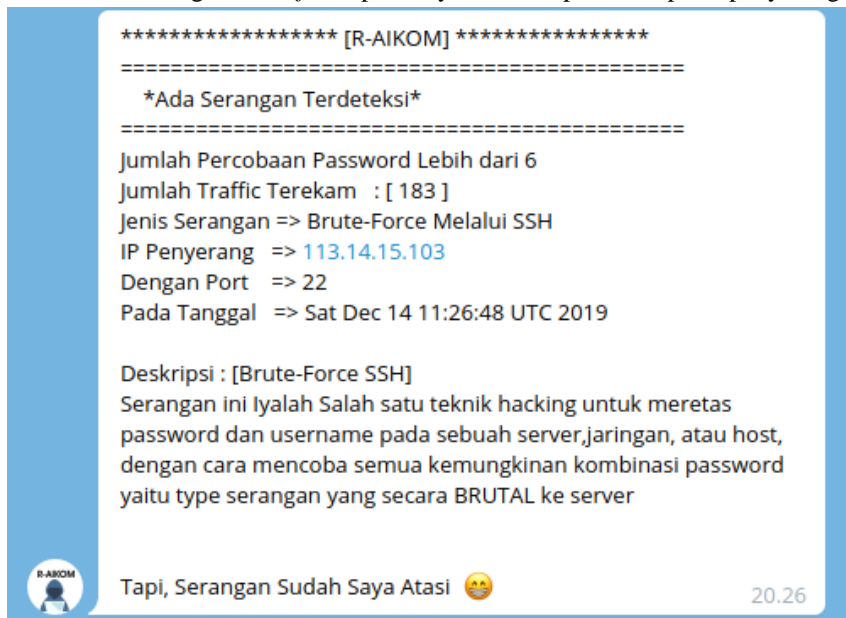 ****************** [R-AIKOM] ****************
=============================================
*Ada Serangan Terdeteksi*
=============================================
Jumlah Percobaan Password Lebih dari 6
Jumlah Traffic Terekam : [ 183 ]
Jenis Serangan => Brute-Force Melalui SSH
IP Penyerang => 113.14.15.103
Dengan Port => 22
Pada Tanggal => Sat Dec 14 11:26:48 UTC 2019
Deskripsi : [Brute-Force SSH]
Serangan ini Iyalah Salah satu teknik hacking untuk meretas
password dan username pada sebuah server,jaringan, atau host,
dengan cara mencoba semua kemungkinan kombinasi password
yaitu type serangan yang secara BRUTAL ke server
R-AIKOM
Tapi, Serangan Sudah Saya Atasi 😁
20.26